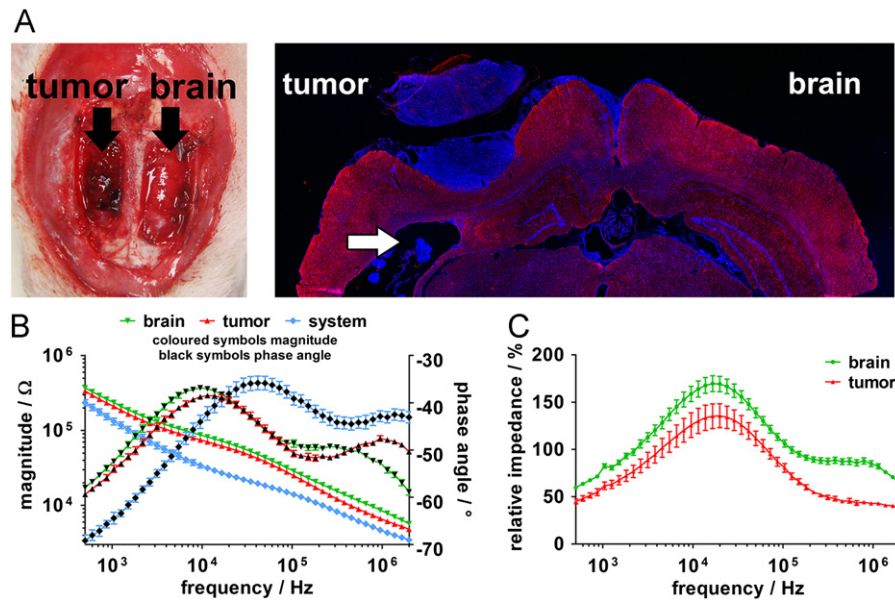 A
tumor brain
tumor
brain
B
brain tumor system
coloured symbols magnitude
black symbols phase angle
magnitude / Ω
10⁶
10⁵
10⁴
phase angle / °
-30
-40
-50
-60
-70
10³ 10⁴ 10⁵ 10⁶
frequency / Hz
C
brain
tumor
relative impedance / %
200
150
100
50
0
10³ 10⁴ 10⁵ 10⁶
frequency / Hz